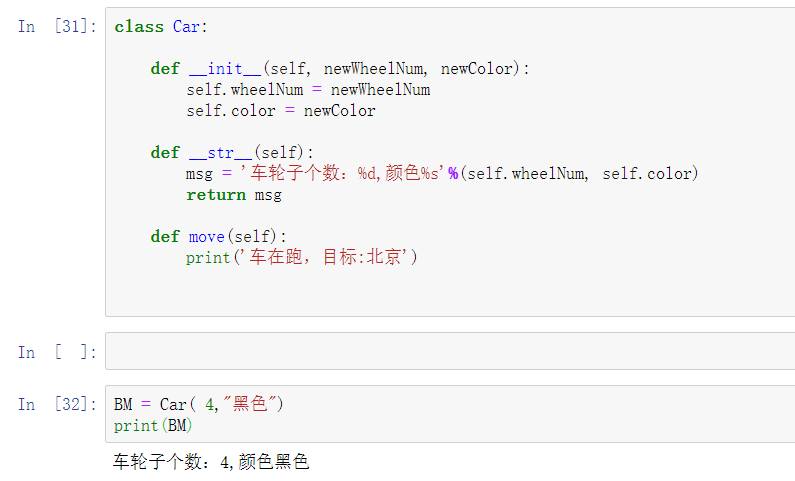 In [31]: class Car:
def __init__(self, newWheelNum, newColor):
self.wheelNum = newWheelNum
self.color = newColor
def __str__(self):
msg = '车轮子个数：%d,颜色%s'%(self.wheelNum, self.color)
return msg
def move(self):
print('车在跑，目标:北京')
In [ ]:
In [32]: BM = Car( 4,"黑色")
print(BM)
车轮子个数：4,颜色黑色